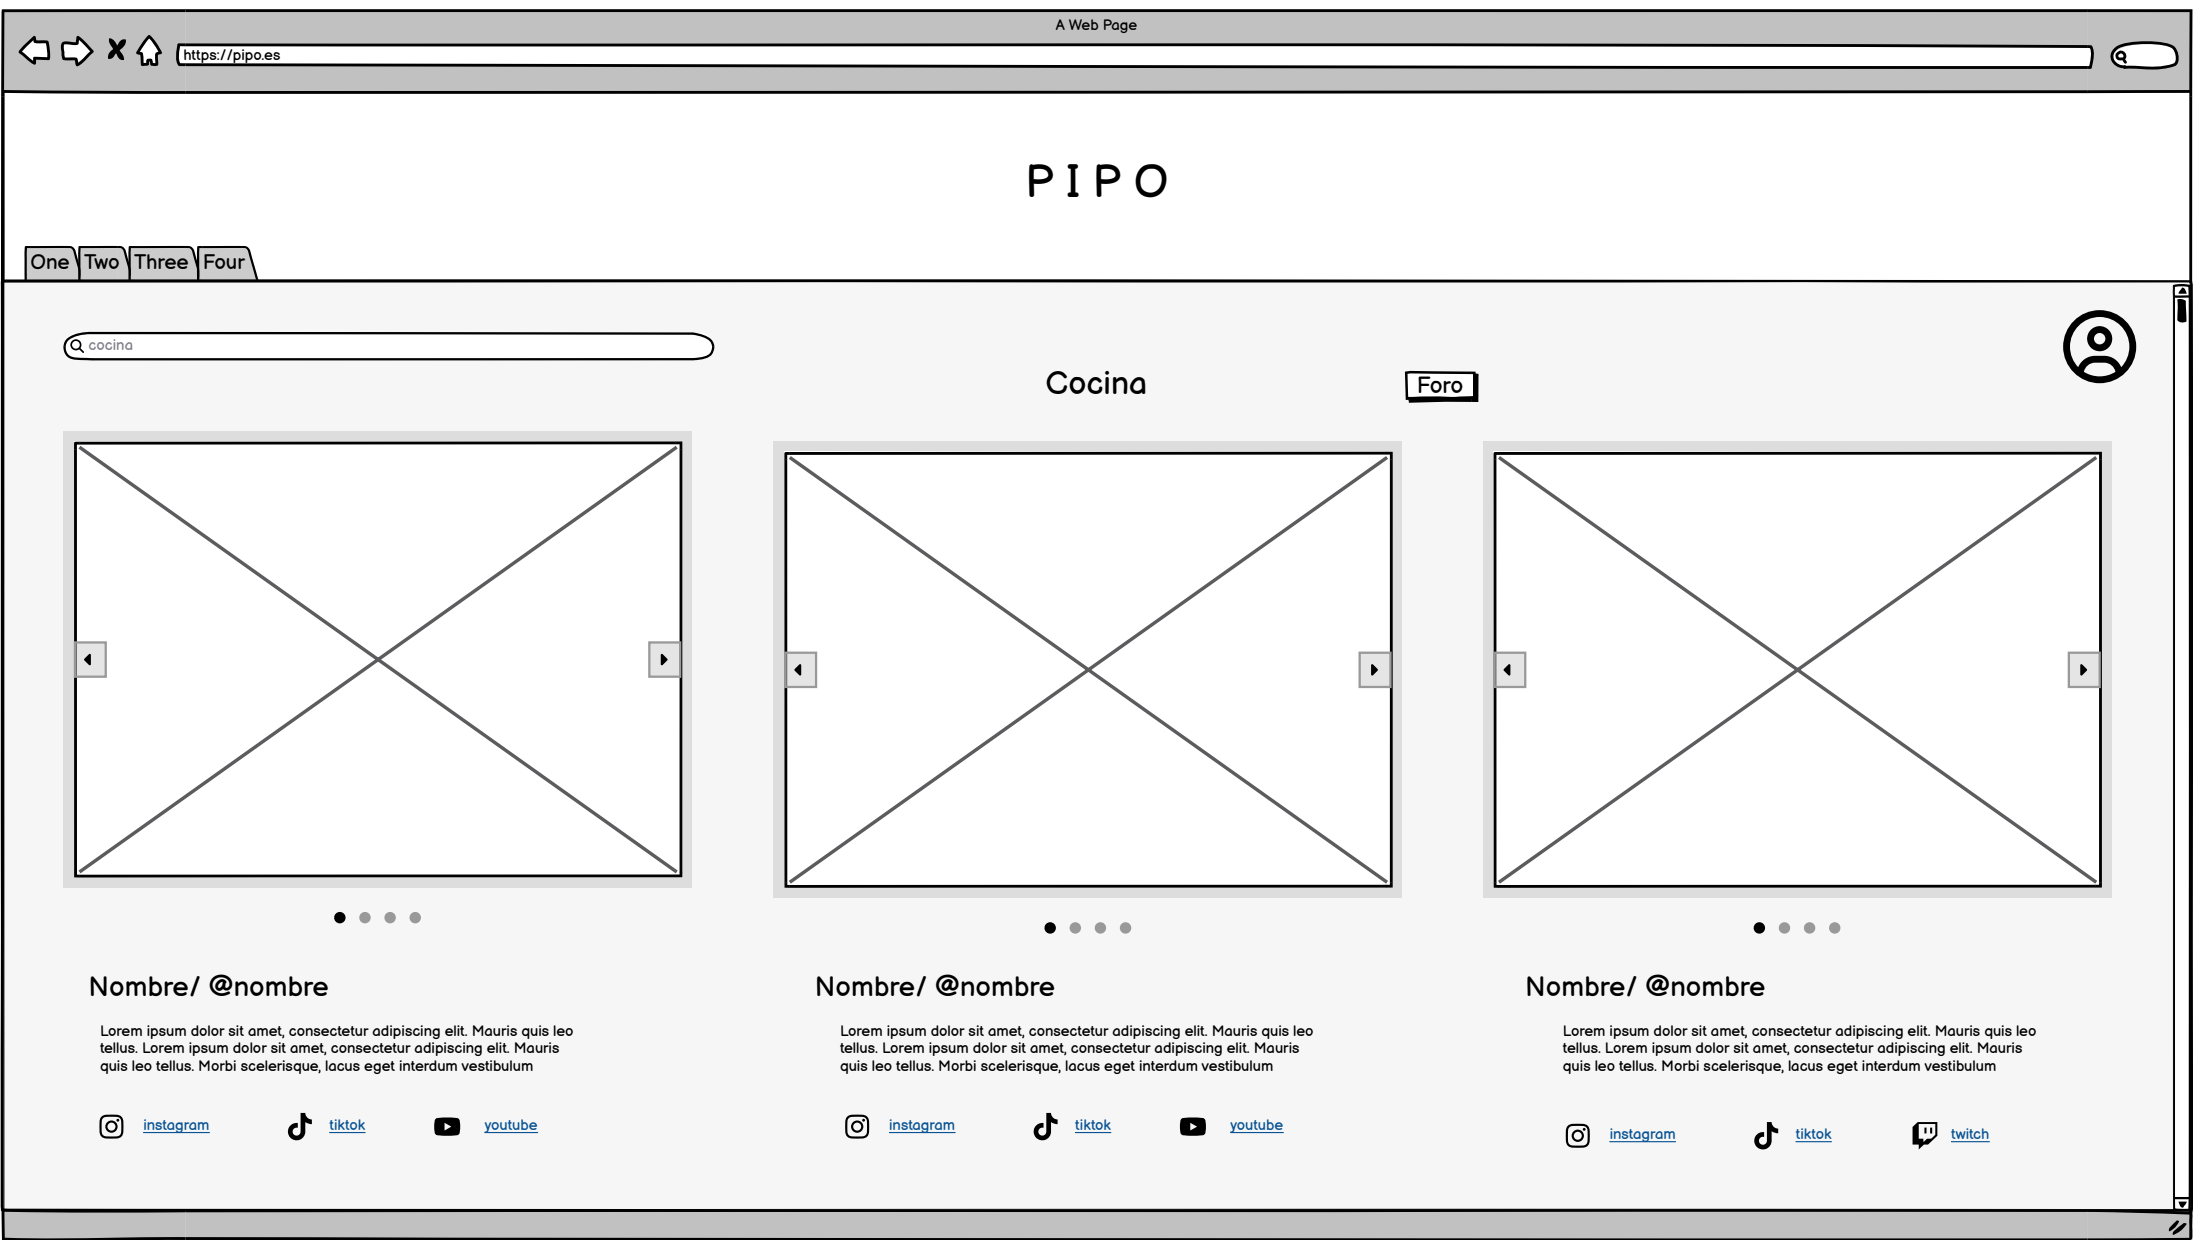 A Web Page
https://pipo.es
P I P O
One Two Three Four
cocina
Cocina
Foro
Nombre/ @nombre
Lorem ipsum dolor sit amet, consectetur adipiscing elit. Mauris quis leo
tellus. Lorem ipsum dolor sit amet, consectetur adipiscing elit. Mauris
quis leo tellus. Morbi scelerisque, lacus eget interdum vestibulum
instagram tiktok youtube
Nombre/ @nombre
Lorem ipsum dolor sit amet, consectetur adipiscing elit. Mauris quis leo
tellus. Lorem ipsum dolor sit amet, consectetur adipiscing elit. Mauris
quis leo tellus. Morbi scelerisque, lacus eget interdum vestibulum
instagram tiktok youtube
Nombre/ @nombre
Lorem ipsum dolor sit amet, consectetur adipiscing elit. Mauris quis leo
tellus. Lorem ipsum dolor sit amet, consectetur adipiscing elit. Mauris
quis leo tellus. Morbi scelerisque, lacus eget interdum vestibulum
instagram tiktok twitch